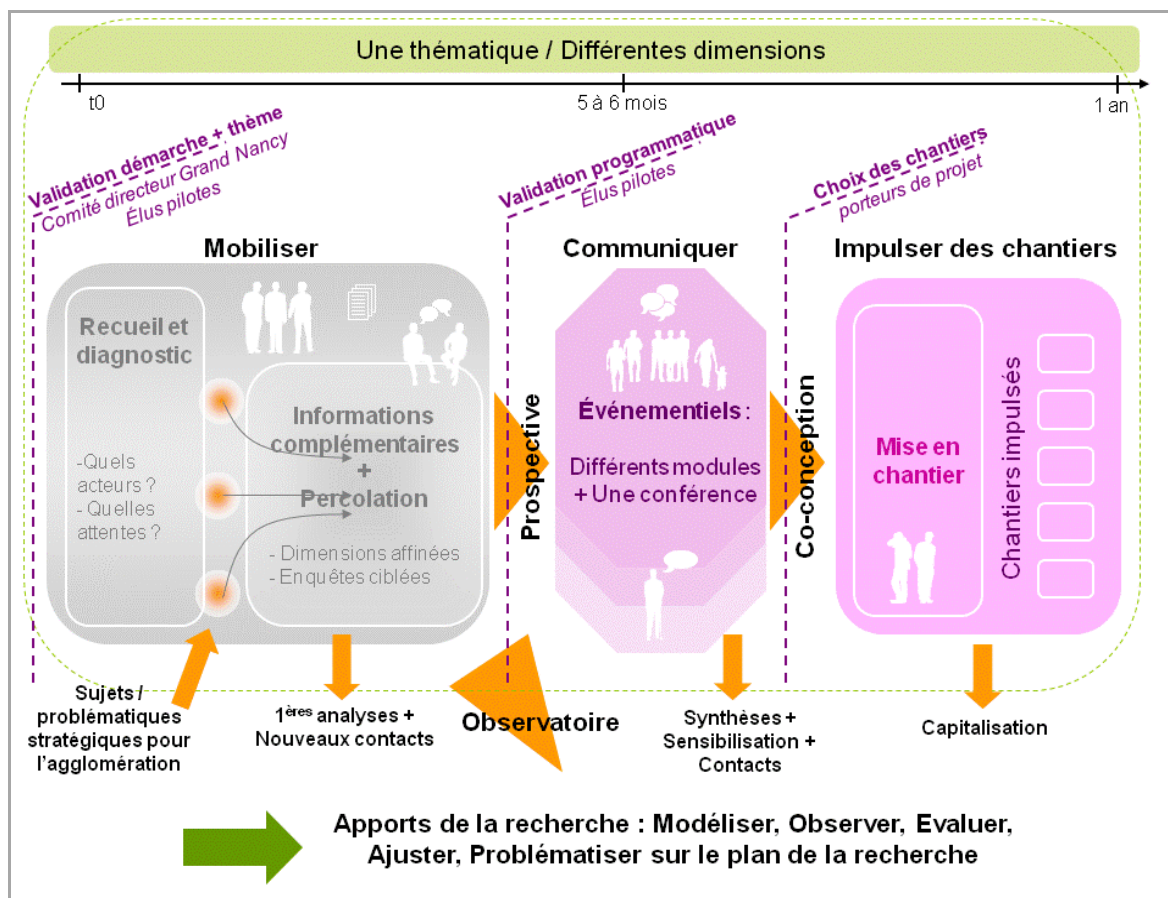 Une thématique / Différentes dimensions
t0
5 à 6 mois
1 an
Validation démarche + thème
Comité directeur Grand Nancy
Élus pilotes
Validation programmatique
Élus pilotes
Choix des chantiers
porteurs de projet
Mobiliser
Communiquer
Impulser des chantiers
Recueil et
diagnostic
-Quels
acteurs ?
- Quelles
attentes ?
Informations
complémentaires
+
Percolation
- Dimensions affinées
- Enquêtes ciblées
Prospective
Événementiels :
Différents modules
+ Une conférence
Co-conception
Mise en
chantier
Chantiers impulsés
Sujets /
problématiques
stratégiques pour
l'agglomération
1ères analyses +
Nouveaux contacts
Observatoire
Synthèses +
Sensibilisation +
Contacts
Capitalisation
Apports de la recherche : Modéliser, Observer, Evaluer,
Ajuster, Problématiser sur le plan de la recherche